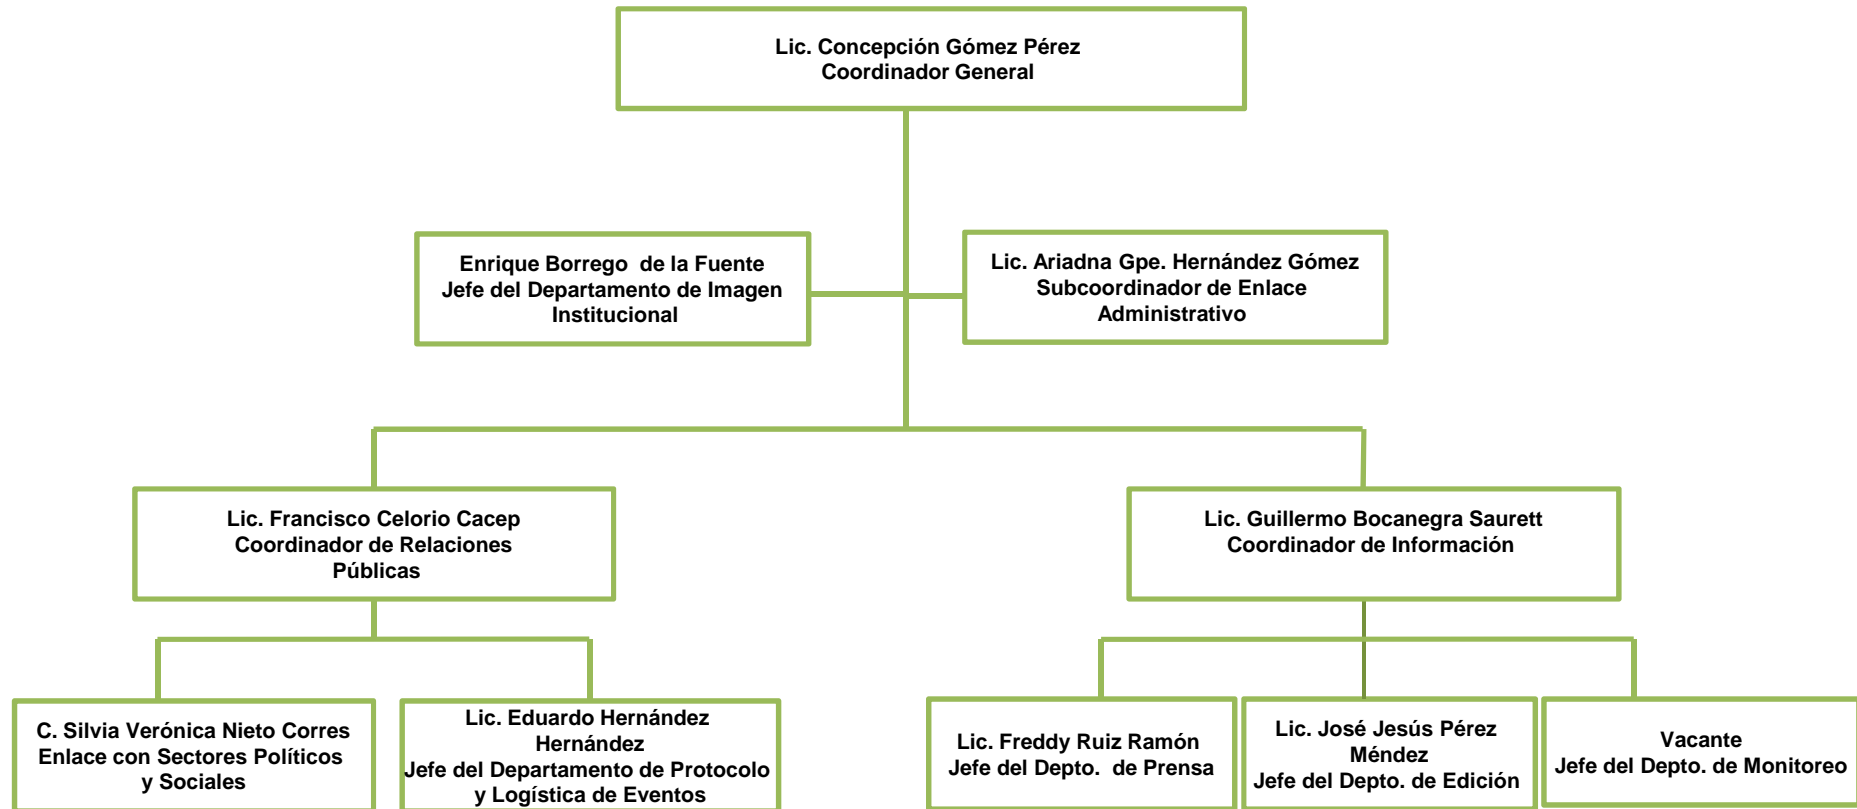 Lic. Concepción Gómez Pérez
Coordinador General
Enrique Borrego de la Fuente
Jefe del Departamento de Imagen
Institucional
Lic. Ariadna Gpe. Hernández Gómez
Subcoordinador de Enlace
Administrativo
Lic. Francisco Celorio Cacep
Coordinador de Relaciones
Públicas
Lic. Guillermo Bocanegra Saurett
Coordinador de Información
C. Silvia Verónica Nieto Corres
Enlace con Sectores Políticos
y Sociales
Lic. Eduardo Hernández
Hernández
Jefe del Departamento de Protocolo
y Logística de Eventos
Lic. Freddy Ruiz Ramón
Jefe del Depto. de Prensa
Lic. José Jesús Pérez
Méndez
Jefe del Depto. de Edición
Vacante
Jefe del Depto. de Monitoreo